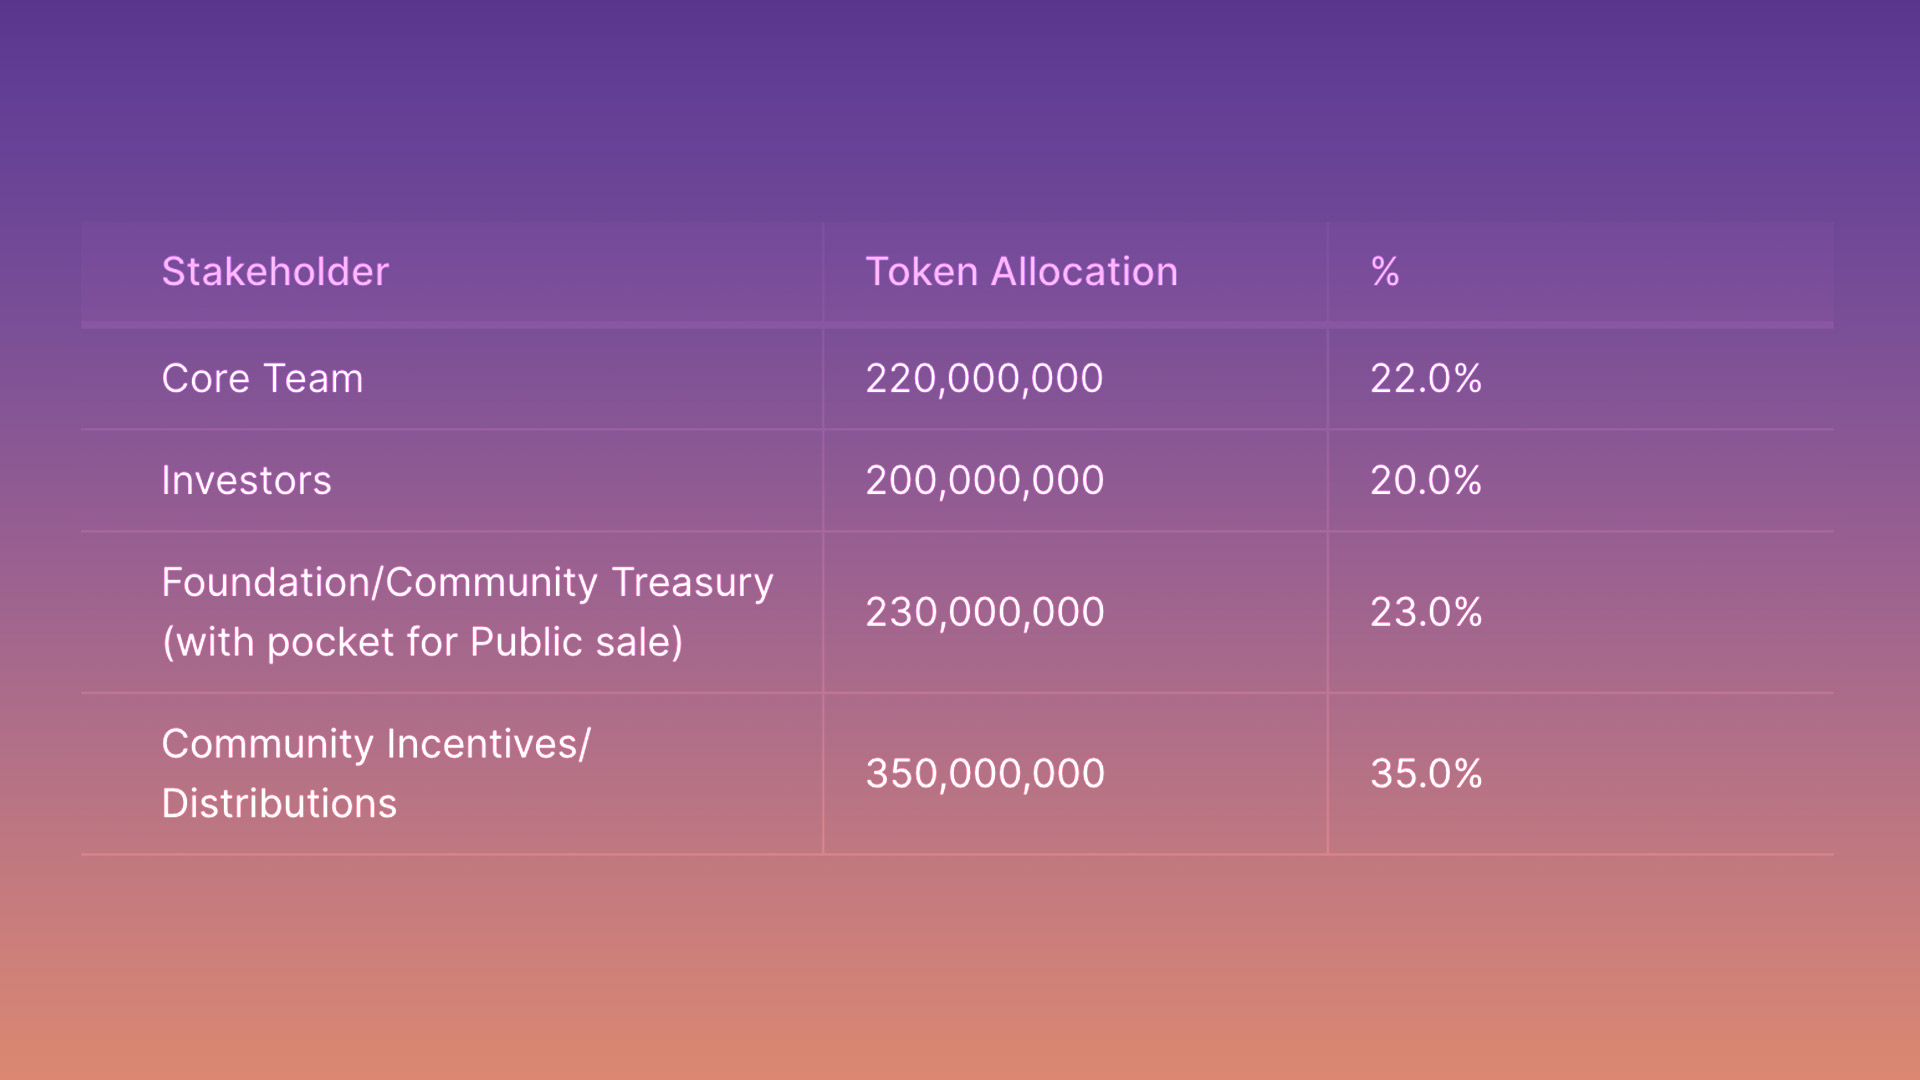 Stakeholder Token Allocation %
Core Team 220,000,000 22.0%
Investors 200,000,000 20.0%
Foundation/Community Treasury
(with pocket for Public sale) 230,000,000 23.0%
Community Incentives/
Distributions 350,000,000 35.0%